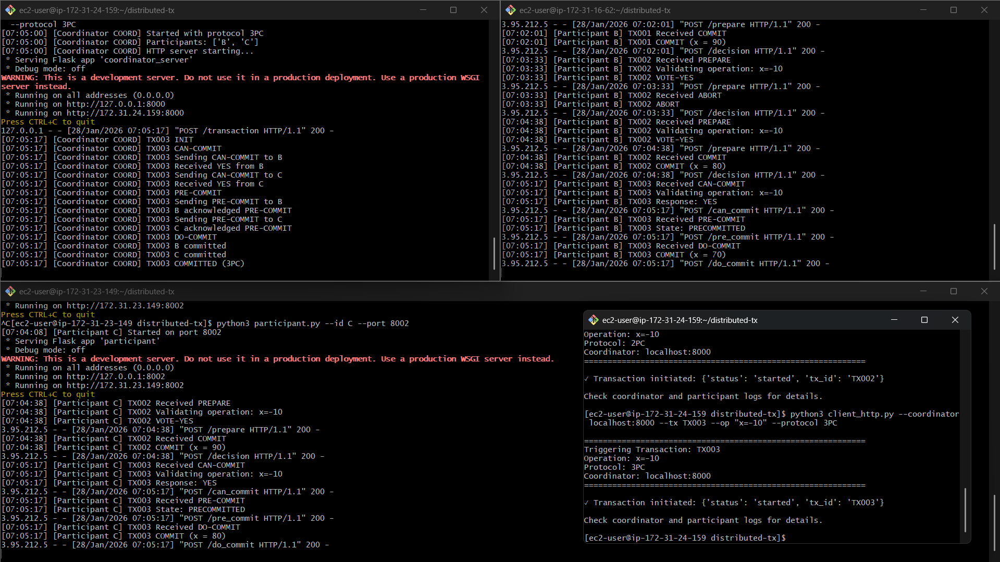 ec2-user@ip-172-31-24-159:~/distributed-tx
  --protocol 3PC
[07:05:00] [Coordinator COORD] Started with protocol 3PC
[07:05:00] [Coordinator COORD] Participants: ['B', 'C']
[07:05:00] [Coordinator COORD] HTTP server starting...
 * Serving Flask app 'coordinator_server'
 * Debug mode: off
WARNING: This is a development server. Do not use it in a production deployment. Use a production WSGI
server instead.
 * Running on all addresses (0.0.0.0)
 * Running on http://127.0.0.1:8000
 * Running on http://172.31.24.159:8000
Press CTRL+C to quit
127.0.0.1 - - [28/Jan/2026 07:05:17] "POST /transaction HTTP/1.1" 200 -
[07:05:17] [Coordinator COORD] TX003 INIT
[07:05:17] [Coordinator COORD] TX003 CAN-COMMIT
[07:05:17] [Coordinator COORD] TX003 Sending CAN-COMMIT to B
[07:05:17] [Coordinator COORD] TX003 Received YES from B
[07:05:17] [Coordinator COORD] TX003 Sending CAN-COMMIT to C
[07:05:17] [Coordinator COORD] TX003 Received YES from C
[07:05:17] [Coordinator COORD] TX003 PRE-COMMIT
[07:05:17] [Coordinator COORD] TX003 Sending PRE-COMMIT to B
[07:05:17] [Coordinator COORD] TX003 B acknowledged PRE-COMMIT
[07:05:17] [Coordinator COORD] TX003 Sending PRE-COMMIT to C
[07:05:17] [Coordinator COORD] TX003 C acknowledged PRE-COMMIT
[07:05:17] [Coordinator COORD] TX003 DO-COMMIT
[07:05:17] [Coordinator COORD] TX003 B committed
[07:05:17] [Coordinator COORD] TX003 C committed
[07:05:17] [Coordinator COORD] TX003 COMMITTED (3PC)
ec2-user@ip-172-31-16-62:~/distributed-tx
3.95.212.5 - - [28/Jan/2026 07:02:01] "POST /prepare HTTP/1.1" 200 -
[07:02:01] [Participant B] TX001 Received COMMIT
[07:02:01] [Participant B] TX001 COMMIT (x = 90)
3.95.212.5 - - [28/Jan/2026 07:02:01] "POST /decision HTTP/1.1" 200 -
[07:03:33] [Participant B] TX002 Received PREPARE
[07:03:33] [Participant B] TX002 Validating operation: x=-10
[07:03:33] [Participant B] TX002 VOTE-YES
3.95.212.5 - - [28/Jan/2026 07:03:33] "POST /prepare HTTP/1.1" 200 -
[07:03:33] [Participant B] TX002 Received ABORT
[07:03:33] [Participant B] TX002 ABORT
3.95.212.5 - - [28/Jan/2026 07:03:33] "POST /decision HTTP/1.1" 200 -
[07:04:38] [Participant B] TX002 Received PREPARE
[07:04:38] [Participant B] TX002 Validating operation: x=-10
[07:04:38] [Participant B] TX002 VOTE-YES
3.95.212.5 - - [28/Jan/2026 07:04:38] "POST /prepare HTTP/1.1" 200 -
[07:04:38] [Participant B] TX002 Received COMMIT
[07:04:38] [Participant B] TX002 COMMIT (x = 80)
3.95.212.5 - - [28/Jan/2026 07:04:38] "POST /decision HTTP/1.1" 200 -
[07:05:17] [Participant B] TX003 Received CAN-COMMIT
[07:05:17] [Participant B] TX003 Validating operation: x=-10
[07:05:17] [Participant B] TX003 Response: YES
3.95.212.5 - - [28/Jan/2026 07:05:17] "POST /can_commit HTTP/1.1" 200 -
[07:05:17] [Participant B] TX003 Received PRE-COMMIT
[07:05:17] [Participant B] TX003 State: PRECOMMITTED
3.95.212.5 - - [28/Jan/2026 07:05:17] "POST /pre_commit HTTP/1.1" 200 -
[07:05:17] [Participant B] TX003 Received DO-COMMIT
[07:05:17] [Participant B] TX003 COMMIT (x = 70)
3.95.212.5 - - [28/Jan/2026 07:05:17] "POST /do_commit HTTP/1.1" 200 -
ec2-user@ip-172-31-23-149:~/distributed-tx
 * Running on http://172.31.23.149:8002
Press CTRL+C to quit
^C[ec2-user@ip-172-31-23-149 distributed-tx]$ python3 participant.py --id C --port 8002
[07:04:08] [Participant C] Started on port 8002
 * Serving Flask app 'participant'
 * Debug mode: off
WARNING: This is a development server. Do not use it in a production deployment. Use a production WSGI server instead.
 * Running on all addresses (0.0.0.0)
 * Running on http://127.0.0.1:8002
 * Running on http://172.31.23.149:8002
Press CTRL+C to quit
[07:04:38] [Participant C] TX002 Received PREPARE
[07:04:38] [Participant C] TX002 Validating operation: x=-10
[07:04:38] [Participant C] TX002 VOTE-YES
3.95.212.5 - - [28/Jan/2026 07:04:38] "POST /prepare HTTP/1.1" 200 -
[07:04:38] [Participant C] TX002 Received COMMIT
[07:04:38] [Participant C] TX002 COMMIT (x = 90)
3.95.212.5 - - [28/Jan/2026 07:04:38] "POST /decision HTTP/1.1" 200 -
[07:05:17] [Participant C] TX003 Received CAN-COMMIT
[07:05:17] [Participant C] TX003 Validating operation: x=-10
[07:05:17] [Participant C] TX003 Response: YES
3.95.212.5 - - [28/Jan/2026 07:05:17] "POST /can_commit HTTP/1.1" 200 -
[07:05:17] [Participant C] TX003 Received PRE-COMMIT
[07:05:17] [Participant C] TX003 State: PRECOMMITTED
3.95.212.5 - - [28/Jan/2026 07:05:17] "POST /pre_commit HTTP/1.1" 200 -
[07:05:17] [Participant C] TX003 Received DO-COMMIT
[07:05:17] [Participant C] TX003 COMMIT (x = 80)
3.95.212.5 - - [28/Jan/2026 07:05:17] "POST /do_commit HTTP/1.1" 200 -
ec2-user@ip-172-31-24-159:~/distributed-tx
Operation: x=-10
Protocol: 2PC
Coordinator: localhost:8000
============================================================
✓ Transaction initiated: {'status': 'started', 'tx_id': 'TX002'}
Check coordinator and participant logs for details.
[ec2-user@ip-172-31-24-159 distributed-tx]$ python3 client_http.py --coordinator
 localhost:8000 --tx TX003 --op "x=-10" --protocol 3PC
============================================================
Triggering Transaction: TX003
Operation: x=-10
Protocol: 3PC
Coordinator: localhost:8000
============================================================
✓ Transaction initiated: {'status': 'started', 'tx_id': 'TX003'}
Check coordinator and participant logs for details.
[ec2-user@ip-172-31-24-159 distributed-tx]$